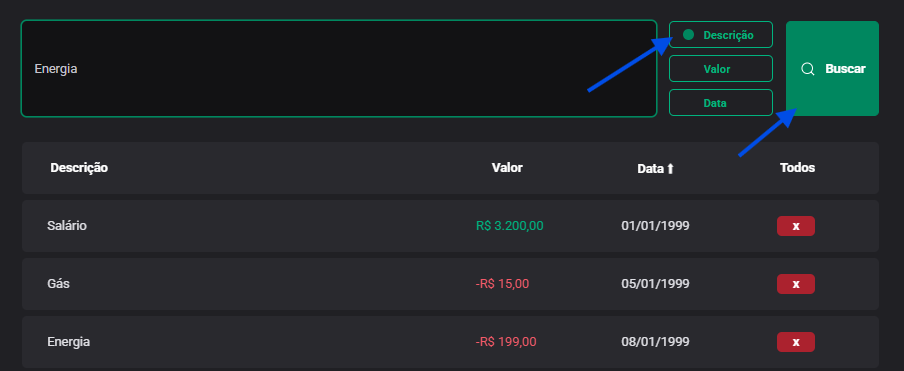 Energia
Descrição
Valor
Data
Buscar
Descrição Valor Data ⬆ Todos
Salário R$ 3.200,00 01/01/1999 x
Gás -R$ 15,00 05/01/1999 x
Energia -R$ 199,00 08/01/1999 x